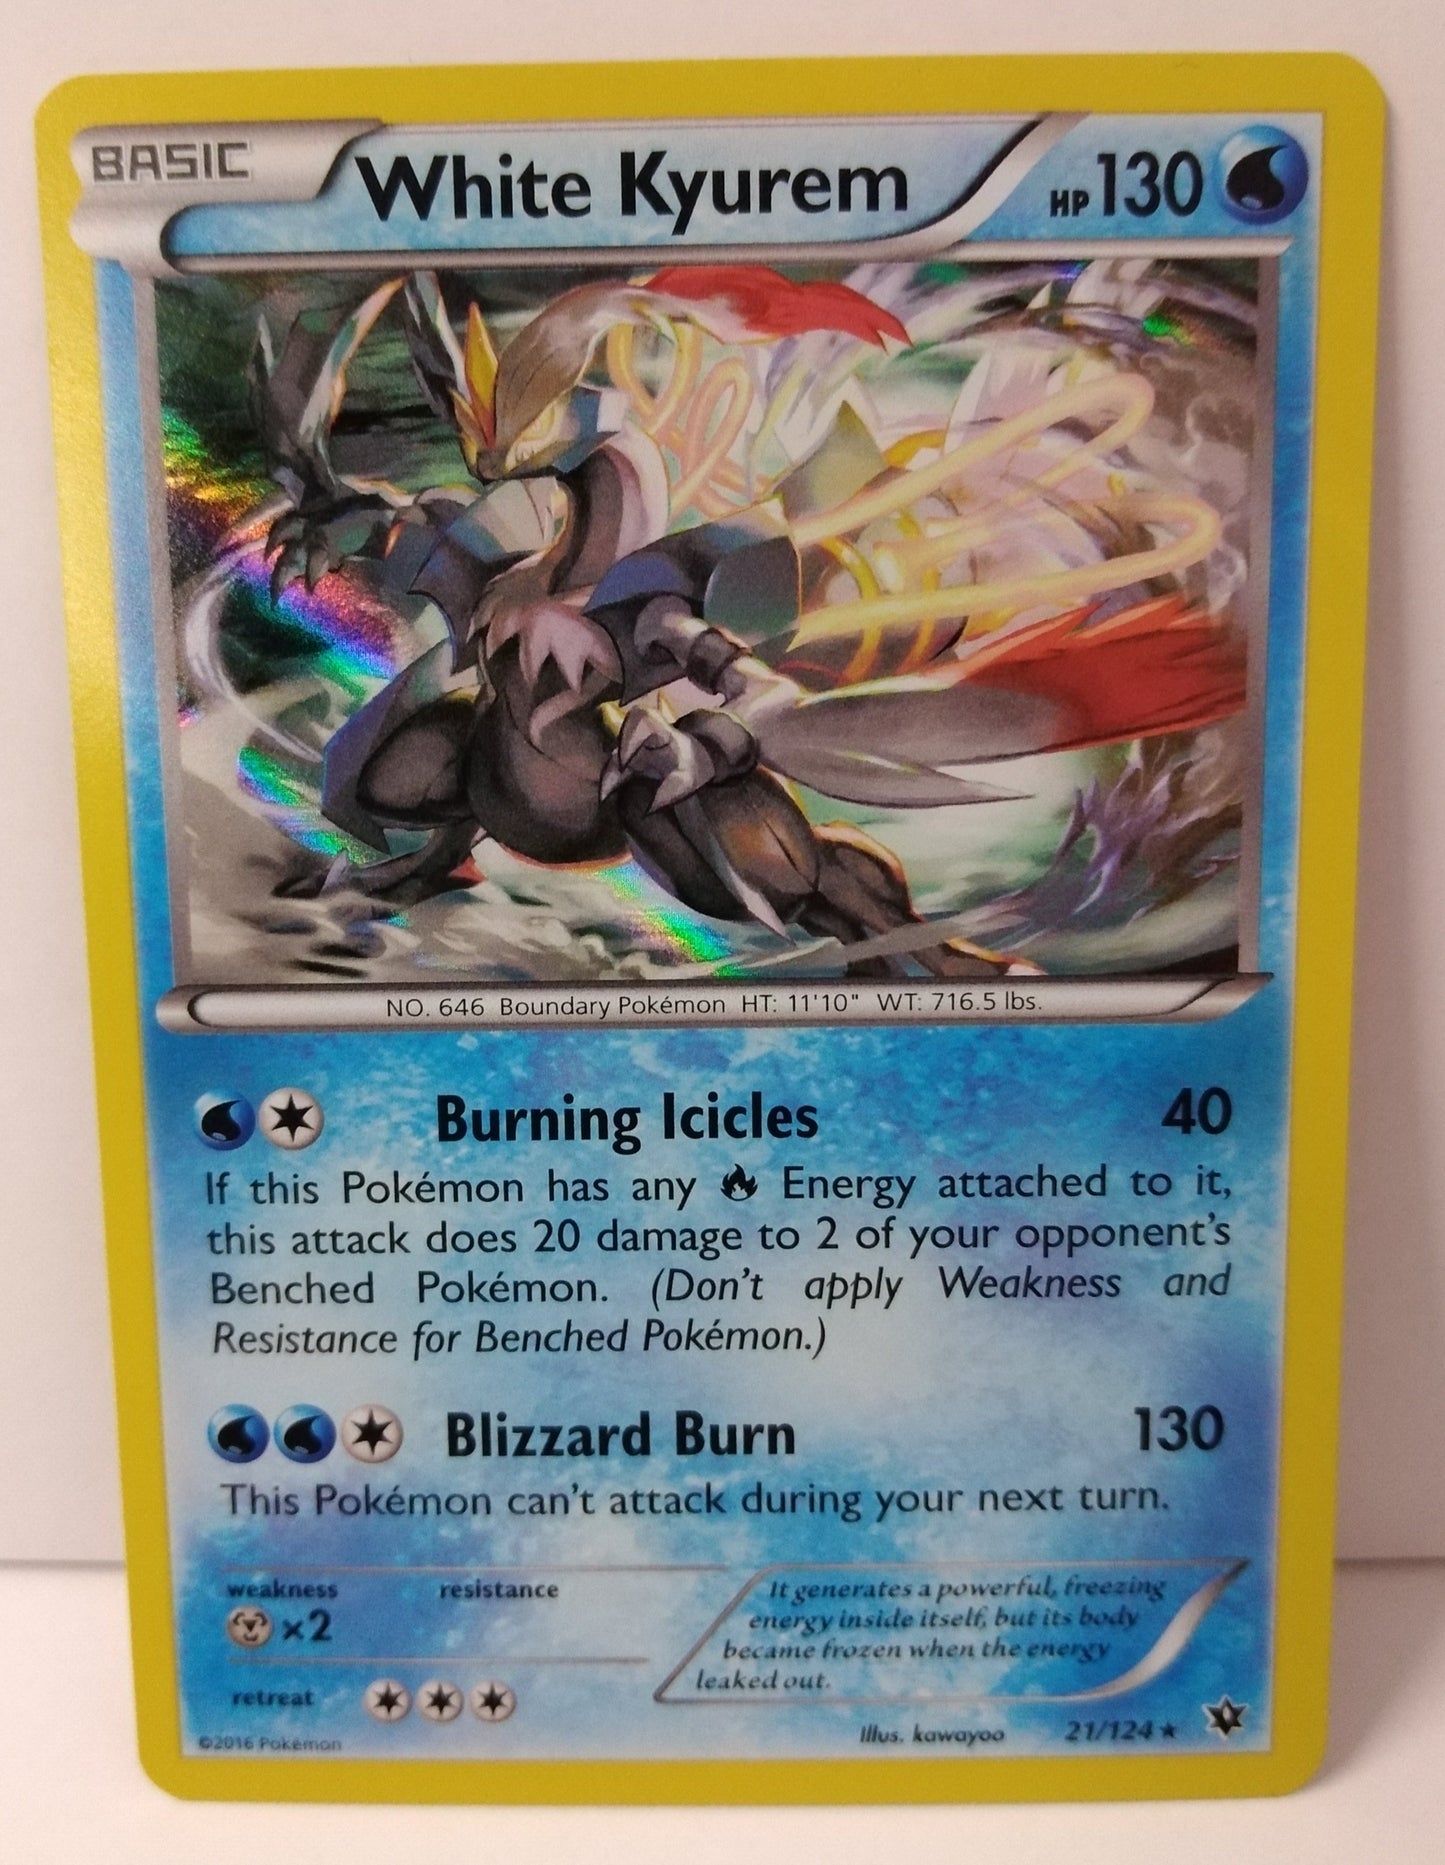 BASIC White Kyurem HP 130
NO. 646 Boundary Pokémon HT: 11'10" WT: 716.5 lbs.
Burning Icicles 40
If this Pokémon has any Energy attached to it,
this attack does 20 damage to 2 of your opponent's
Benched Pokémon. (Don't apply Weakness and
Resistance for Benched Pokémon.)
Blizzard Burn 130
This Pokémon can't attack during your next turn.
weakness resistance
×2
retreat
It generates a powerful, freezing
energy inside itself, but its body
became frozen when the energy
leaked out.
©2016 Pokémon Illus. kawayoo 21/124 ★